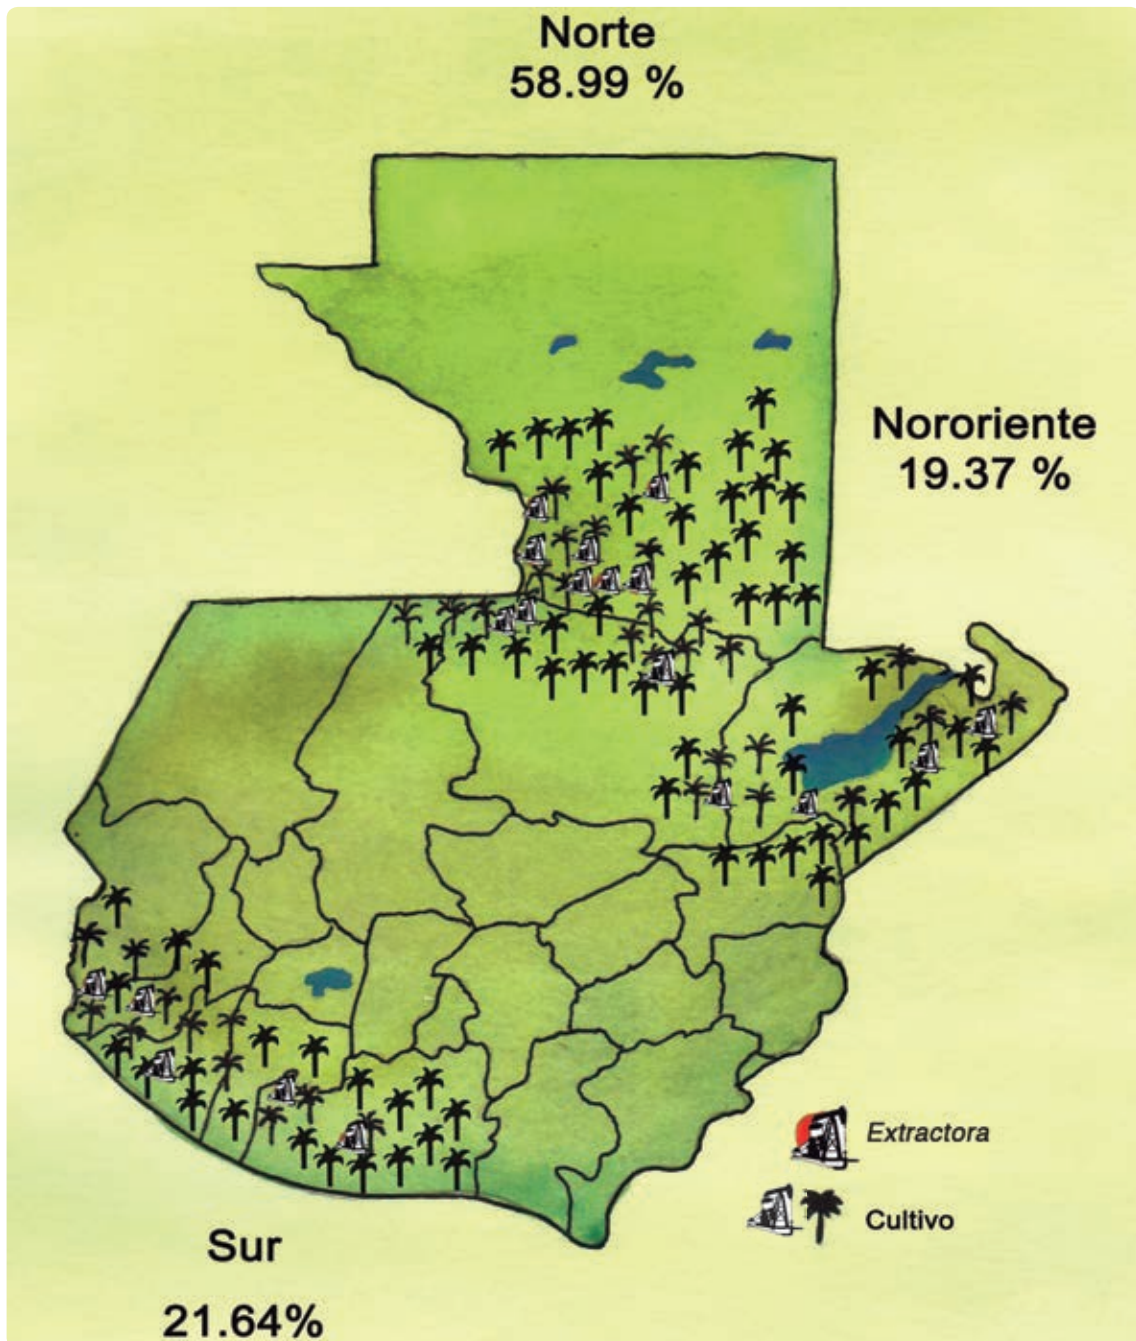 Norte
58.99 %
Nororiente
19.37 %
Extractora
Cultivo
Sur
21.64%